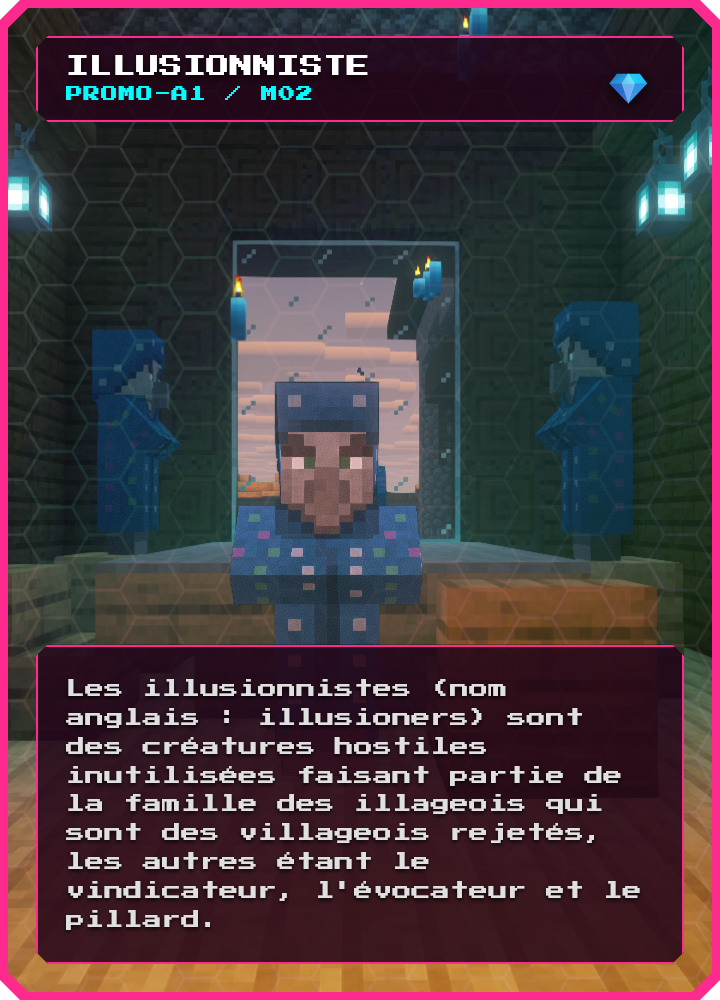 ILLUSIONNISTE
PROMO-A1 / M02
Les illusionnistes (nom
anglais : illusioners) sont
des créatures hostiles
inutilisées faisant partie de
la famille des illageois qui
sont des villageois rejetés,
les autres étant le
vindicateur, l'évocateur et le
pillard.